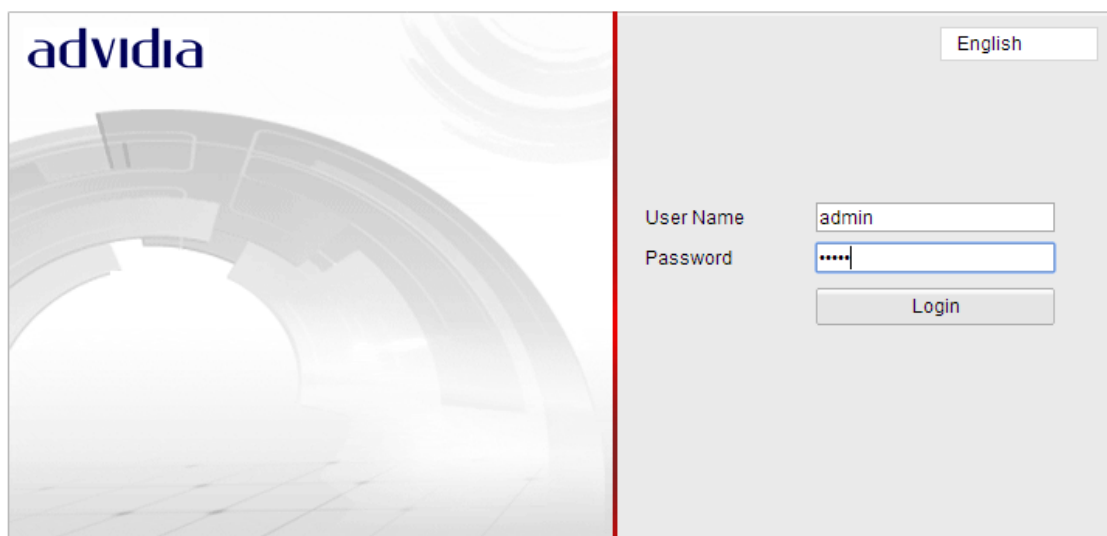 advidia
English
User Name admin
Password •••••
Login